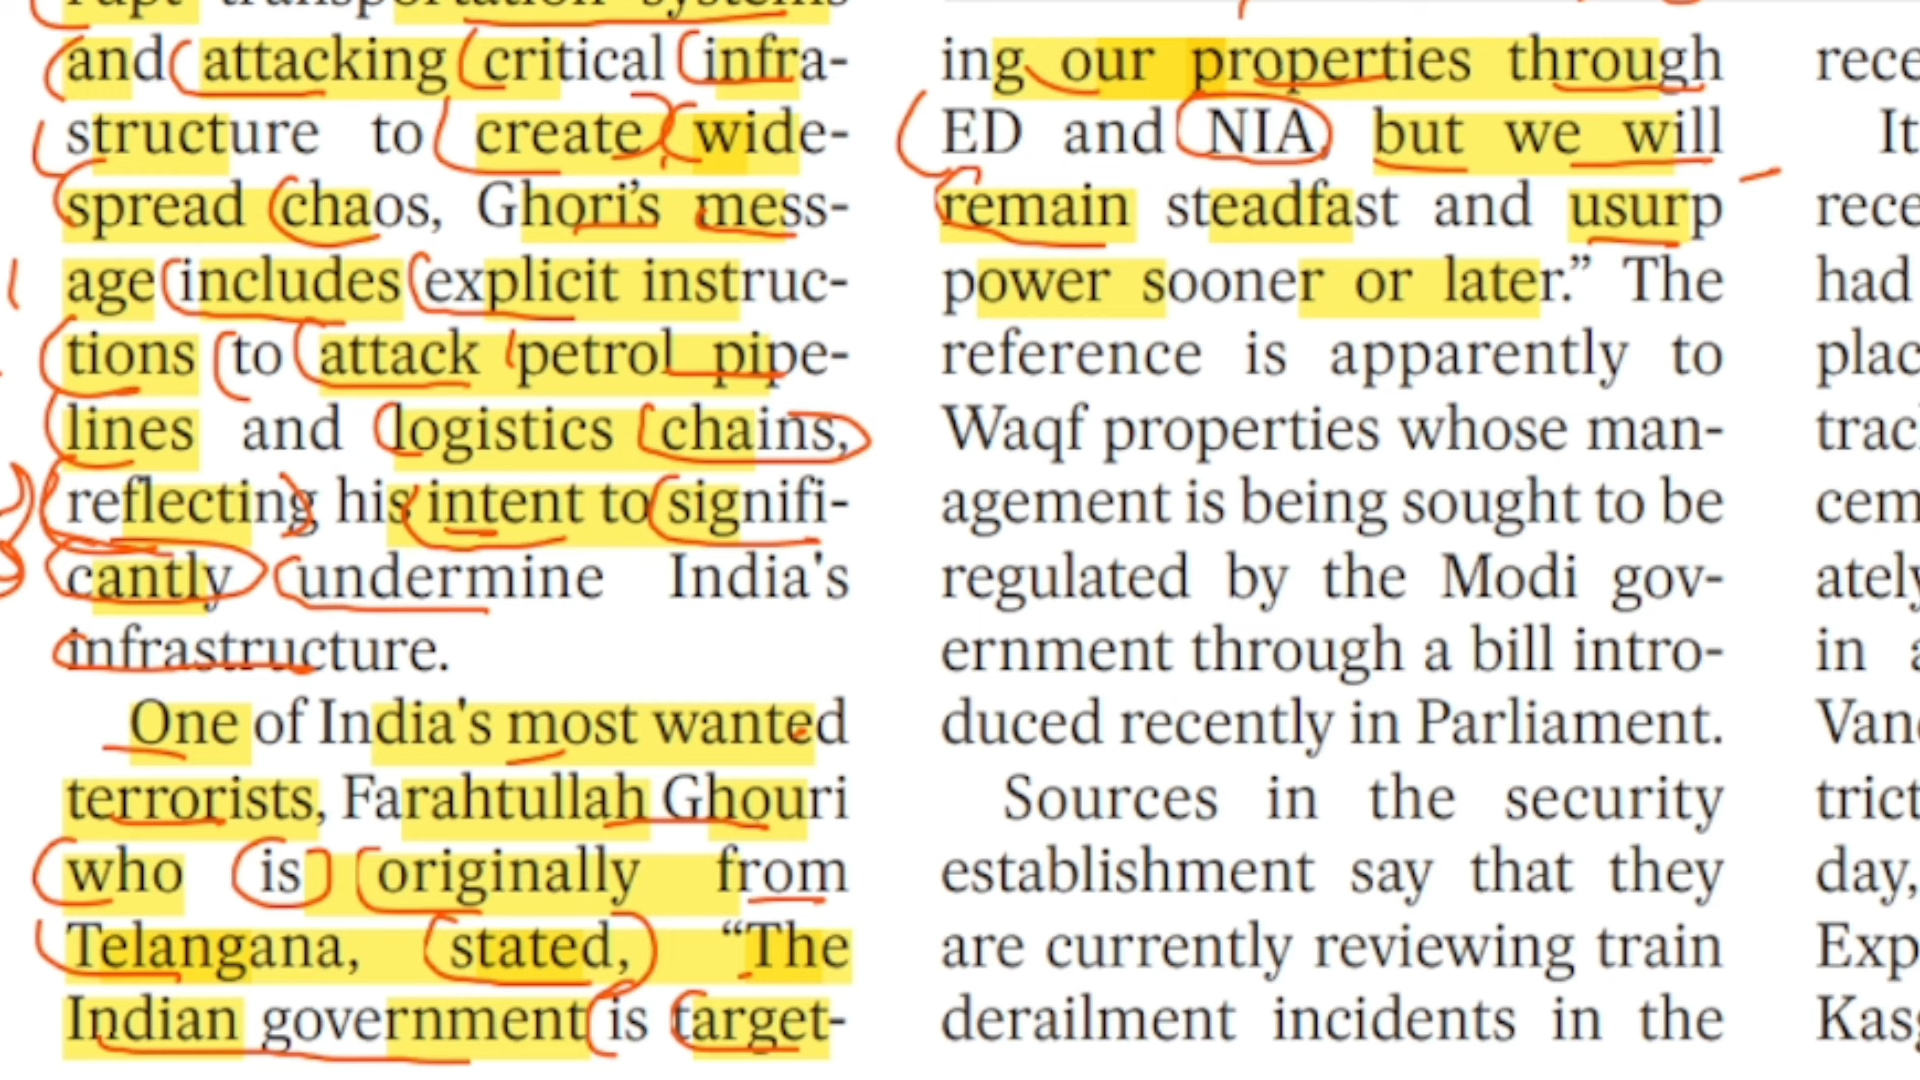 and attacking critical infra-
structure to create wide-
spread chaos, Ghori's mess-
age includes explicit instruc-
tions to attack petrol pipe-
lines and logistics chains,
reflecting his intent to signifi-
cantly undermine India's
infrastructure.
One of India's most wanted
terrorists, Farahtullah Ghouri
who is originally from
Telangana, stated, “The
Indian government is target-
ing our properties through
ED and NIA, but we will
remain steadfast and usurp
power sooner or later.” The
reference is apparently to
Waqf properties whose man-
agement is being sought to be
regulated by the Modi gov-
ernment through a bill intro-
duced recently in Parliament.
Sources in the security
establishment say that they
are currently reviewing train
derailment incidents in the
It
had
in
day,